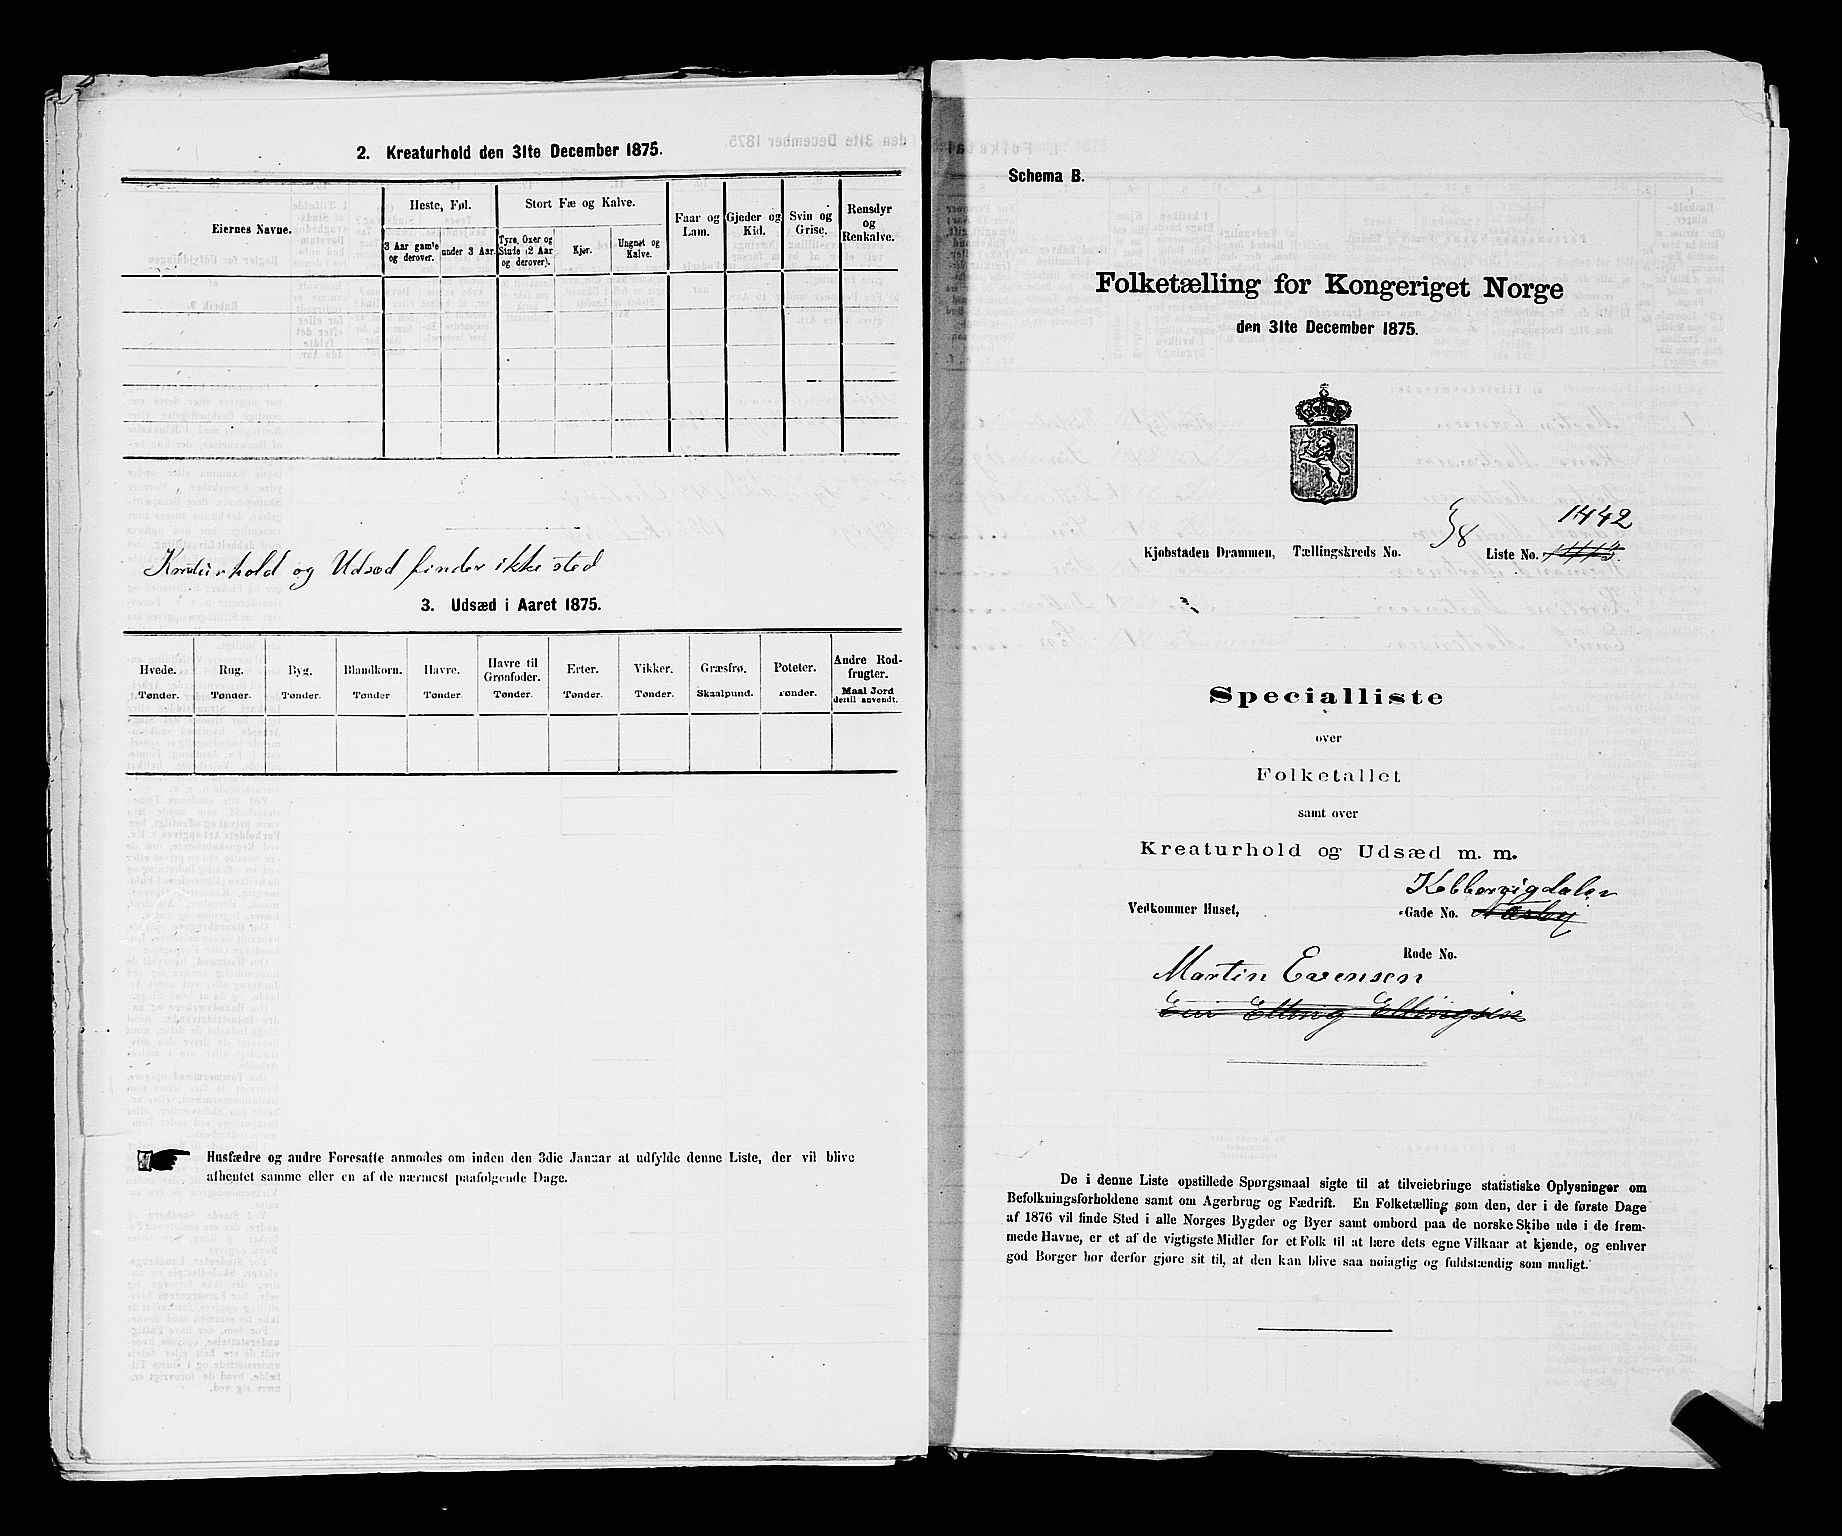 2. Kreaturhold den 31te December 1875.
Eiernes Navne.
Heste, Føl.
3 Aar gamle og derover.
under 3 Aar.
Stort Fæ og Kalve.
Tyre, Oxer og Stude (2 Aar og derover).
Kjør.
Ungnøt og Kalve.
Faar og Lam.
Gjeder og Kid.
Svin og Grise.
Rensdyr og Renkalve.
Kreaturhold og Udsæd finder ikke sted
3. Udsæd i Aaret 1875.
Hvede. Tønder.
Rug. Tønder.
Byg. Tønder.
Blandkorn. Tønder
Havre. Tønder.
Havre til Grønfoder. Tønder.
Erter. Tønder.
Vikker. Tønder.
Græsfrø. Skaalpund.
Poteter. Tønder.
Andre Rodfrugter. Maal Jord dertil anvendt.
Husfædre og andre Foresatte anmodes om inden den 3die Januar at udfylde denne Liste, der vil blive
afhentet samme eller en af de nærmest paafølgende Dage.
Schema B.
Folketælling for Kongeriget Norge
den 31te December 1875.
1442
Kjøbstaden Drammen, Tællingskreds No. 8 Liste No.
Specialliste
over
Folketallet
samt over
Kreaturhold og Udsæd m. m.
Kobbervigdalen
Vedkommer Huset, -Gade No. Narby
Rode No.
Martin Evensen
Elling Ellingsen
De i denne Liste opstillede Spørgsmaal sigte til at tilveiebringe statistiske Oplysninger om
Befolkningsforholdene samt om Agerbrug og Fædrift. En Folketælling som den, der i de første Dage
af 1876 vil finde Sted i alle Norges Bygder og Byer samt ombord paa de norske Skibe ude i de frem-
mede Havne, er et af de vigtigste Midler for et Folk til at lære dets egne Vilkaar at kjende, og enhver
god Borger bør derfor gjøre sit til, at den kan blive saa nøiagtig og fuldstændig som muligt.